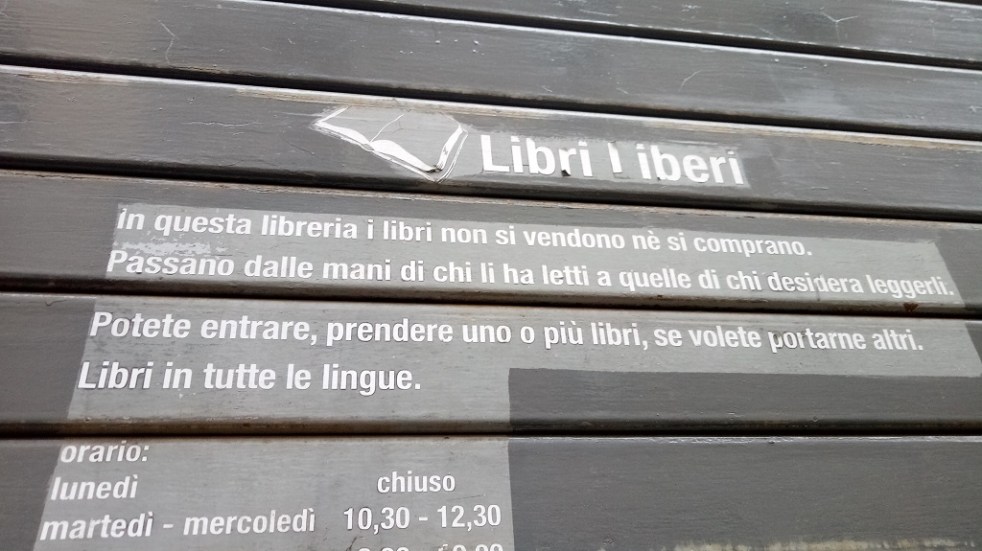 Libri Liberi
In questa libreria i libri non si vendono nè si comprano.
Passano dalle mani di chi li ha letti a quelle di chi desidera leggerli.
Potete entrare, prendere uno o più libri, se volete portarne altri.
Libri in tutte le lingue.
orario:
lunedì chiuso
martedì - mercoledì 10,30 - 12,30